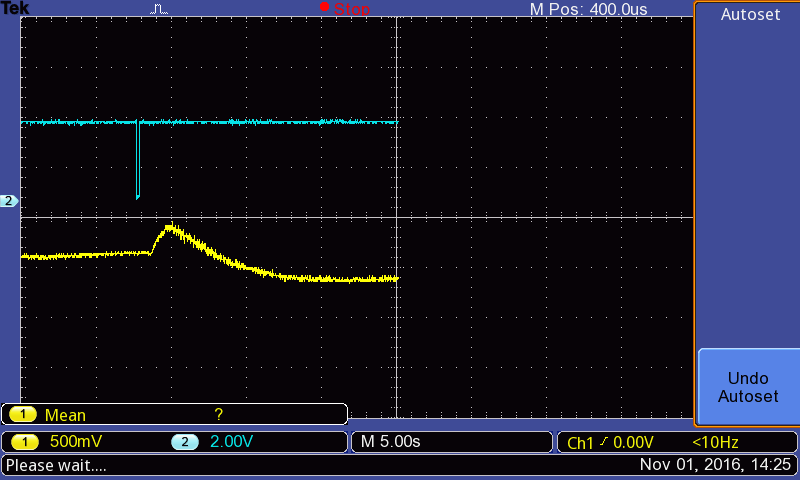 Tek
Stop
M Pos: 400.0us
Autoset
2
Undo
Autoset
1 Mean ?
1 500mV 2 2.00V M 5.00s Ch1 0.00V <10Hz
Please wait.... Nov 01, 2016, 14:25